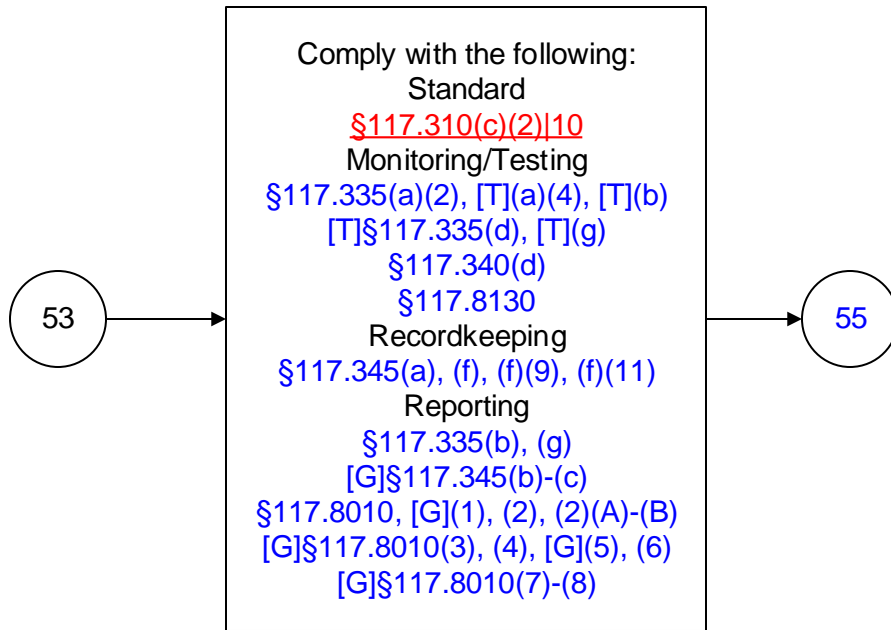 Comply with the following:
Standard
§117.310(c)(2)|10
Monitoring/Testing
§117.335(a)(2), [T](a)(4), [T](b)
[T]§117.335(d), [T](g)
§117.340(d)
§117.8130
Recordkeeping
§117.345(a), (f), (f)(9), (f)(11)
Reporting
§117.335(b), (g)
[G]§117.345(b)-(c)
§117.8010, [G](1), (2), (2)(A)-(B)
[G]§117.8010(3), (4), [G](5), (6)
[G]§117.8010(7)-(8)
53
55